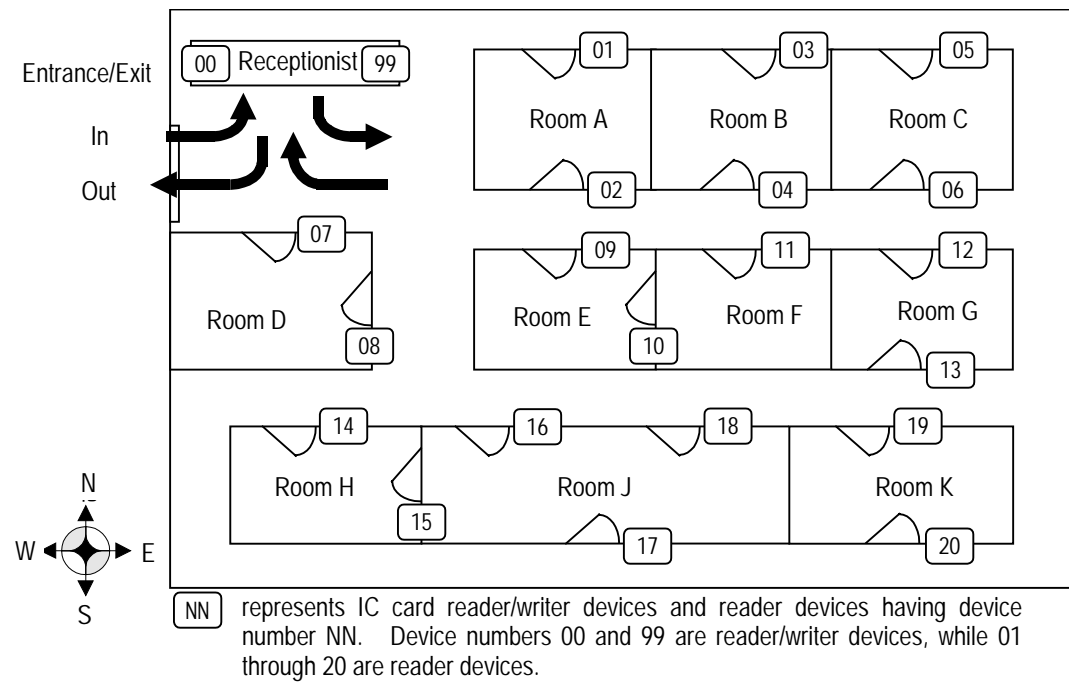 00 Receptionist 99
Entrance/Exit
In
Out
01 03 05
Room A Room B Room C
02 04 06
07 09 11 12
Room D Room E Room F Room G
08 10 13
14 16 18 19
Room H Room J Room K
15 17 20
N
W E
S
NN represents IC card reader/writer devices and reader devices having device
number NN. Device numbers 00 and 99 are reader/writer devices, while 01
through 20 are reader devices.